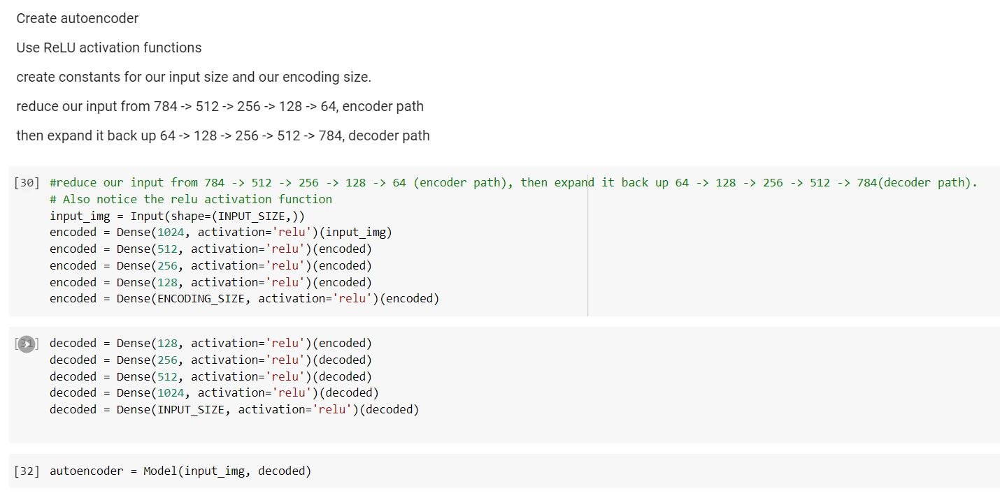 Create autoencoder
Use ReLU activation functions
create constants for our input size and our encoding size.
reduce our input from 784 -> 512 -> 256 -> 128 -> 64, encoder path
then expand it back up 64 -> 128 -> 256 -> 512 -> 784, decoder path
[30] #reduce our input from 784 -> 512 -> 256 -> 128 -> 64 (encoder path), then expand it back up 64 -> 128 -> 256 -> 512 -> 784(decoder path).
# Also notice the relu activation function
input_img = Input(shape=(INPUT_SIZE,))
encoded = Dense(1024, activation='relu')(input_img)
encoded = Dense(512, activation='relu')(encoded)
encoded = Dense(256, activation='relu')(encoded)
encoded = Dense(128, activation='relu')(encoded)
encoded = Dense(ENCODING_SIZE, activation='relu')(encoded)
[31] decoded = Dense(128, activation='relu')(encoded)
decoded = Dense(256, activation='relu')(decoded)
decoded = Dense(512, activation='relu')(decoded)
decoded = Dense(1024, activation='relu')(decoded)
decoded = Dense(INPUT_SIZE, activation='relu')(decoded)
[32] autoencoder = Model(input_img, decoded)